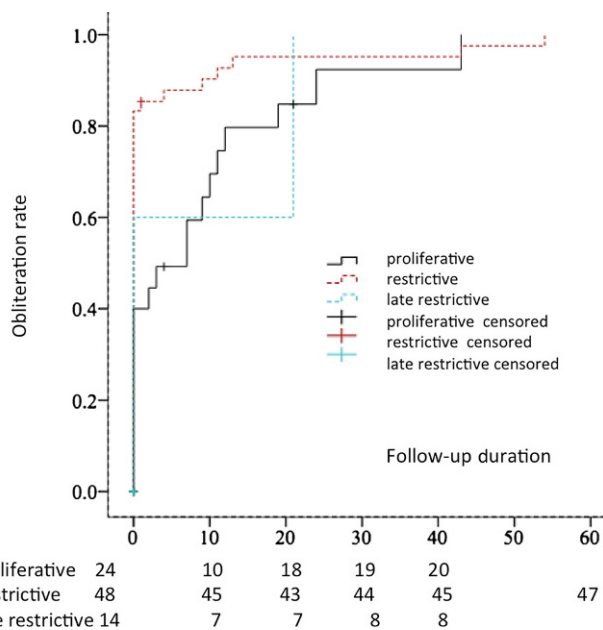 1.0
0.8
0.6
0.4
0.2
0.0
Obliteration rate
proliferative
restrictive
late restrictive
proliferative censored
restrictive censored
late restrictive censored
Follow-up duration
0 10 20 30 40 50 60
liferative 24 10 18 19 20
strictive 48 45 43 44 45 47
e restrictive 14 7 7 8 8